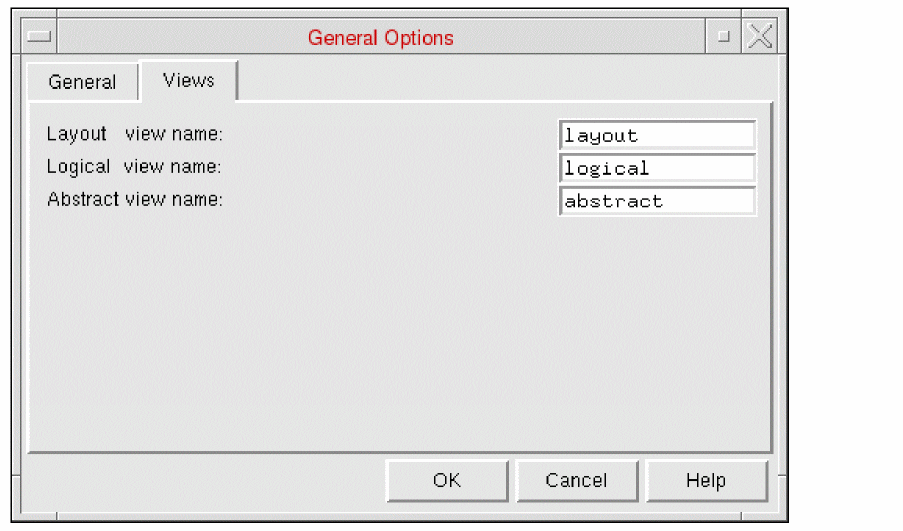 General Options
General Views
Layout view name: layout
Logical view name: logical
Abstract view name: abstract
OK Cancel Help